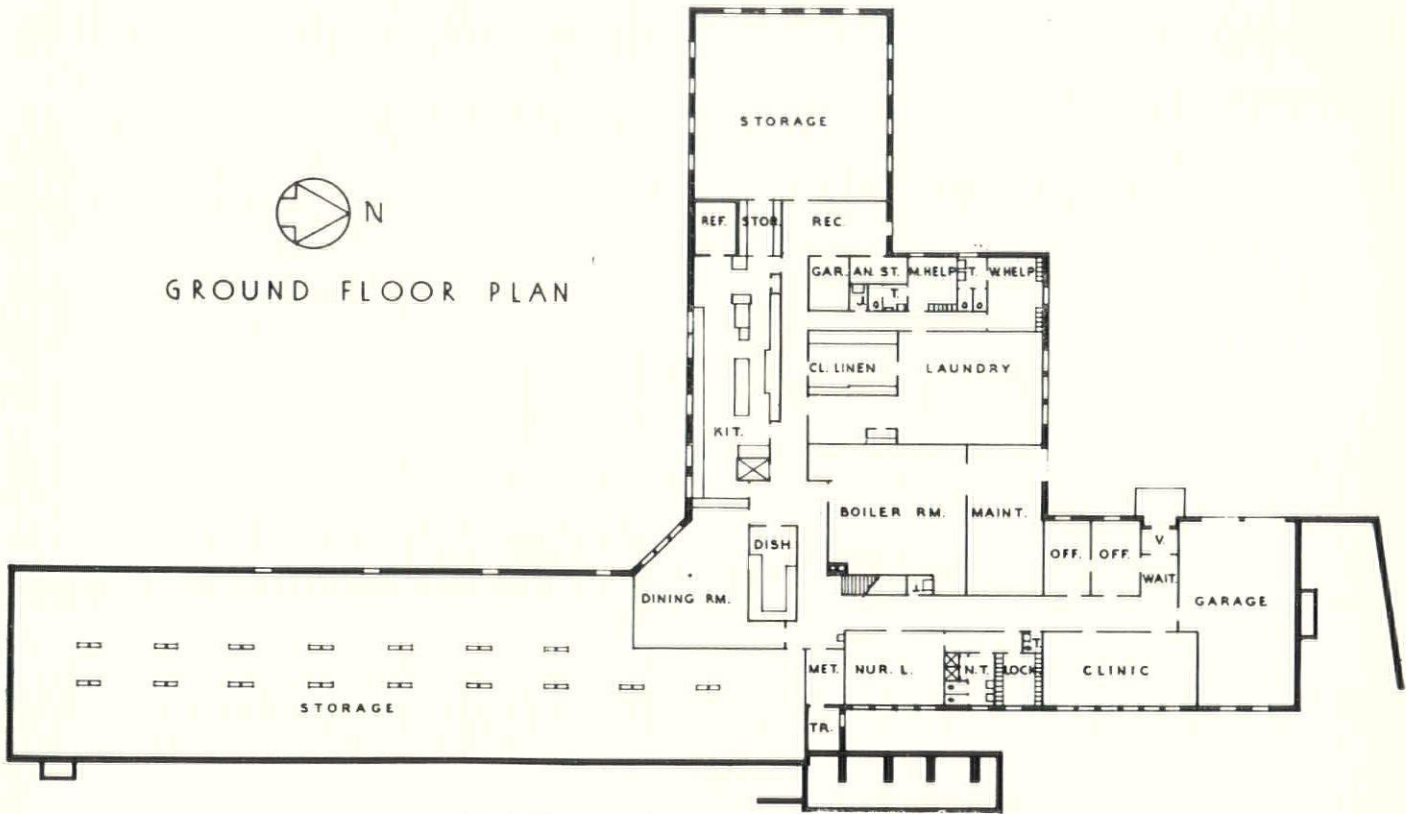 STORAGE
N
GROUND FLOOR PLAN
REF. STOR. REC.
GAR. AN. ST. M.HELP T. W.HELP
T.
CL. LINEN LAUNDRY
KIT.
BOILER RM. MAINT.
DISH
OFF. OFF. V.
WAIT.
DINING RM.
GARAGE
T.
MET. NUR. L. N.T. LOCK CLINIC
STORAGE
TR.